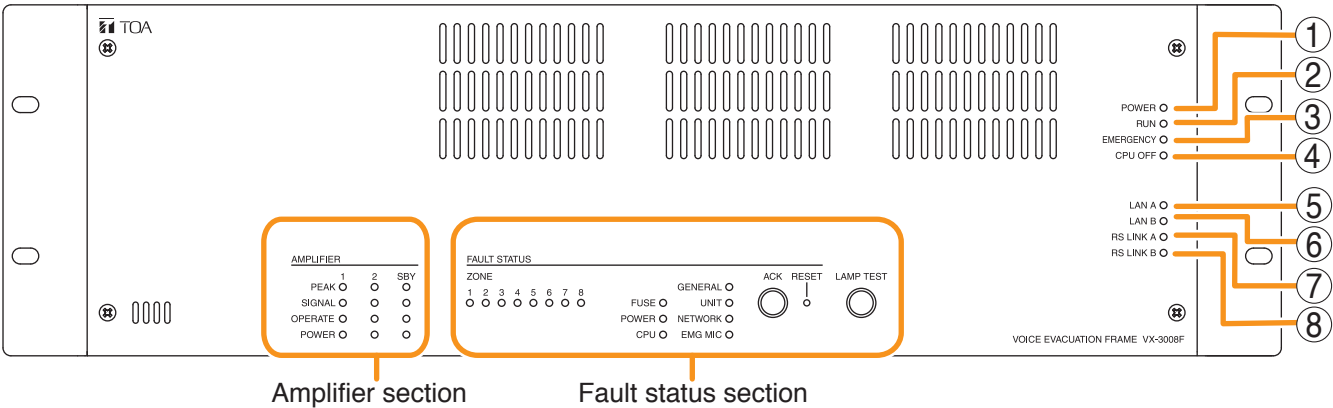 TOA
POWER
RUN
EMERGENCY
CPU OFF
LAN A
LAN B
RS LINK A
RS LINK B
1
2
3
4
5
6
7
8
AMPLIFIER
1 2 SBY
PEAK
SIGNAL
OPERATE
POWER
FAULT STATUS
ZONE
1 2 3 4 5 6 7 8
FUSE
POWER
CPU
GENERAL
UNIT
NETWORK
EMG MIC
ACK RESET LAMP TEST
VOICE EVACUATION FRAME VX-3008F
Amplifier section
Fault status section